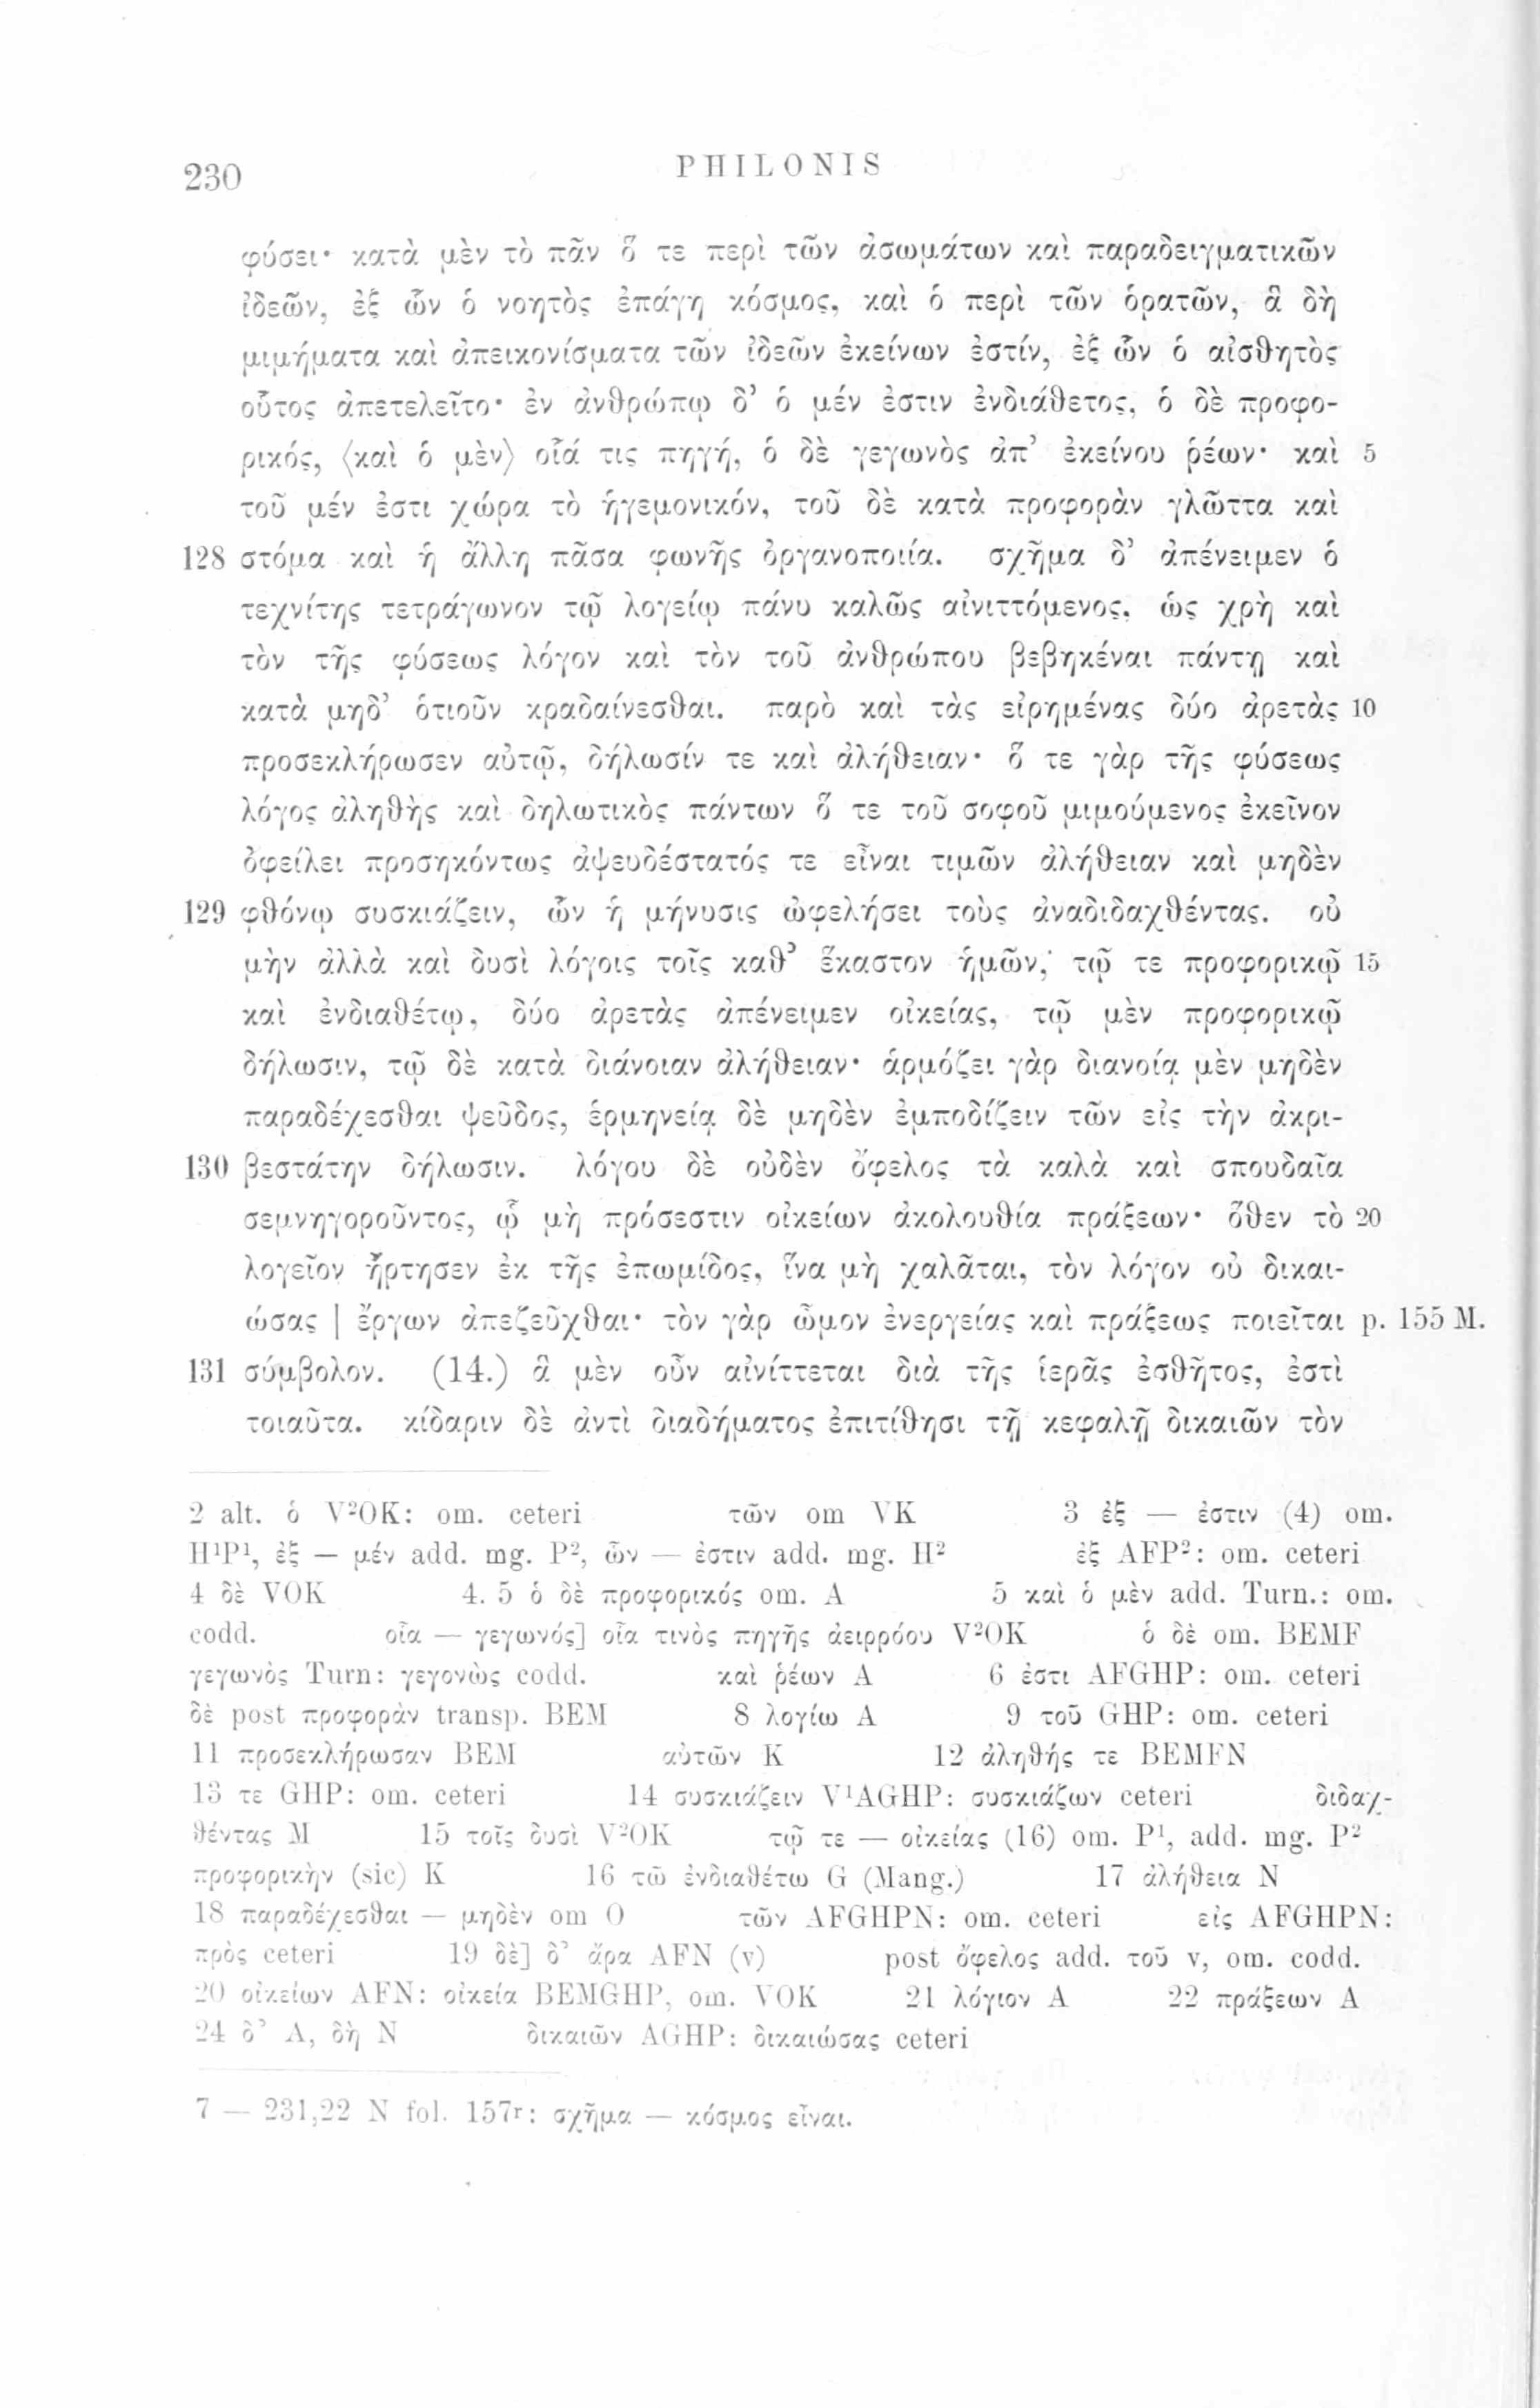 230
PHILONIS
φύσει· κατὰ μὲν τὸ πᾶν ὅ τε περὶ τῶν ἀσωμάτων καὶ παραδειγματικῶν
ἰδεῶν, ἐξ ὧν ὁ νοητὸς ἐπάγη κόσμος, καὶ ὁ περὶ τῶν ὁρατῶν, ἃ δὴ
μιμήματα καὶ ἀπεικονίσματα τῶν ἰδεῶν ἐκείνων ἐστίν, ἐξ ὧν ὁ αἰσθητὸς
οὗτος ἀπετελεῖτο· ἐν ἀνθρώπῳ δ’ ὁ μέν ἐστιν ἐνδιάθετος, ὁ δὲ προφο-
ρικός, ⟨καὶ ὁ μὲν⟩ οἷά τις πηγή, ὁ δὲ γεγωνὸς ἀπ’ ἐκείνου ῥέων· καὶ 5
τοῦ μέν ἐστι χώρα τὸ ἡγεμονικόν, τοῦ δὲ κατὰ προφορὰν γλῶττα καὶ
128 στόμα καὶ ἡ ἄλλη πᾶσα φωνῆς ὀργανοποιία. σχῆμα δ’ ἀπένειμεν ὁ
τεχνίτης τετράγωνον τῷ λογείῳ πάνυ καλῶς αἰνιττόμενος, ὡς χρὴ καὶ
τὸν τῆς φύσεως λόγον καὶ τὸν τοῦ ἀνθρώπου βεβηκέναι πάντῃ καὶ
κατὰ μηδ’ ὁτιοῦν κραδαίνεσθαι. παρὸ καὶ τὰς εἰρημένας δύο ἀρετὰς 10
προσεκλήρωσεν αὐτῷ, δήλωσίν τε καὶ ἀλήθειαν· ὅ τε γὰρ τῆς φύσεως
λόγος ἀληθὴς καὶ δηλωτικὸς πάντων ὅ τε τοῦ σοφοῦ μιμούμενος ἐκεῖνον
ὀφείλει προσηκόντως ἀψευδέστατός τε εἶναι τιμῶν ἀλήθειαν καὶ μηδὲν
129 φθόνῳ συσκιάζειν, ὧν ἡ μήνυσις ὠφελήσει τοὺς ἀναδιδαχθέντας. οὐ
μὴν ἀλλὰ καὶ δυσὶ λόγοις τοῖς καθ’ ἕκαστον ἡμῶν, τῷ τε προφορικῷ 15
καὶ ἐνδιαθέτῳ, δύο ἀρετὰς ἀπένειμεν οἰκείας, τῷ μὲν προφορικῷ
δήλωσιν, τῷ δὲ κατὰ διάνοιαν ἀλήθειαν· ἁρμόζει γὰρ διανοίᾳ μὲν μηδὲν
παραδέχεσθαι ψεῦδος, ἑρμηνείᾳ δὲ μηδὲν ἐμποδίζειν τῶν εἰς τὴν ἀκρι-
130 βεστάτην δήλωσιν. λόγου δὲ οὐδὲν ὄφελος τὰ καλὰ καὶ σπουδαῖα
σεμνηγοροῦντος, ᾧ μὴ πρόσεστιν οἰκείων ἀκολουθία πράξεων· ὅθεν τὸ 20
λογεῖον ἤρτησεν ἐκ τῆς ἐπωμίδος, ἵνα μὴ χαλᾶται, τὸν λόγον οὐ δικαι-
ώσας | ἔργων ἀπεζεῦχθαι· τὸν γὰρ ὦμον ἐνεργείας καὶ πράξεως ποιεῖται p. 155 M.
131 σύμβολον. (14.) ἃ μὲν οὖν αἰνίττεται διὰ τῆς ἱερᾶς ἐσθῆτος, ἐστὶ
τοιαῦτα. κίδαριν δὲ ἀντὶ διαδήματος ἐπιτίθησι τῇ κεφαλῇ δικαιῶν τὸν
2 alt. ὁ V²OK: om. ceteri τῶν om VK 3 ἐξ — ἐστιν (4) om.
H¹P¹, ἐξ — μέν add. mg. P², ὧν — ἐστιν add. mg. H² ἐξ AFP²: om. ceteri
4 δὲ VOK 4. 5 ὁ δὲ προφορικός om. A 5 καὶ ὁ μὲν add. Turn.: om.
codd. οἷα — γεγωνός] οἷα τινὸς πηγῆς ἀειρρόου V²OK ὁ δὲ om. BEMF
γεγωνὸς Turn: γεγονὼς codd. καὶ ῥέων A 6 ἐστι AFGHP: om. ceteri
δὲ post προφορὰν transp. BEM 8 λογίω A 9 τοῦ GHP: om. ceteri
11 προσεκλήρωσαν BEM αὐτῶν K 12 ἀληθής τε BEMFN
13 τε GHP: om. ceteri 14 συσκιάζειν V¹AGHP: συσκιάζων ceteri διδαχ-
θέντας M 15 τοῖς δυσὶ V²OK τῷ τε — οἰκείας (16) om. P¹, add. mg. P²
προφορικὴν (sic) K 16 τῶ ἐνδιαθέτω G (Mang.) 17 ἀλήθεια N
18 παραδέχεσθαι — μηδὲν om O τῶν AFGHPN: om. ceteri εἰς AFGHPN:
πρὸς ceteri 19 δὲ] δ’ ἄρα AFN (v) post ὄφελος add. τοῦ v, om. codd.
20 οἰκείων AFN: οἰκεία BEMGHP, om. VOK 21 λόγιον A 22 πράξεων A
24 δ’ A, δὴ N δικαιῶν AGHP: δικαιώσας ceteri
7 — 231,22 N fol. 157r: σχῆμα — κόσμος εἶναι.